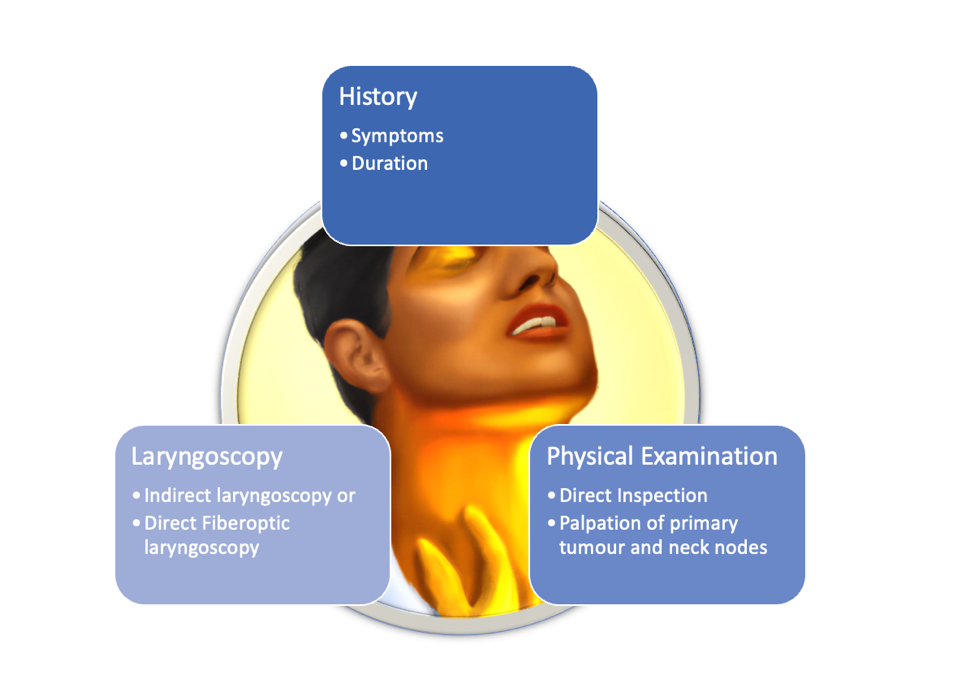 History
•Symptoms
•Duration
Laryngoscopy
•Indirect laryngoscopy or
•Direct Fiberoptic
laryngoscopy
Physical Examination
•Direct Inspection
•Palpation of primary
tumour and neck nodes